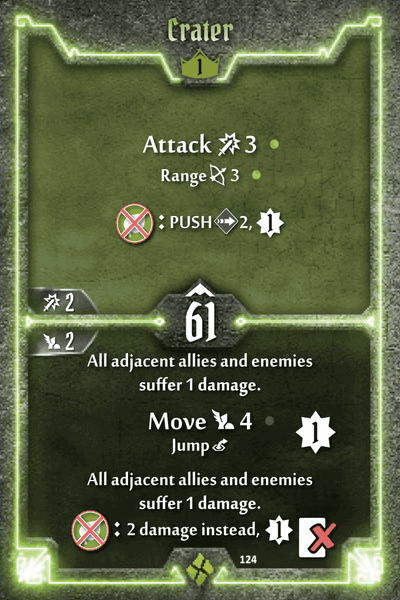 Crater
1
Attack 3
Range 3
: PUSH 2, 1
2
61
2
All adjacent allies and enemies
suffer 1 damage.
Move 4
1
Jump
All adjacent allies and enemies
suffer 1 damage.
: 2 damage instead, 1
124